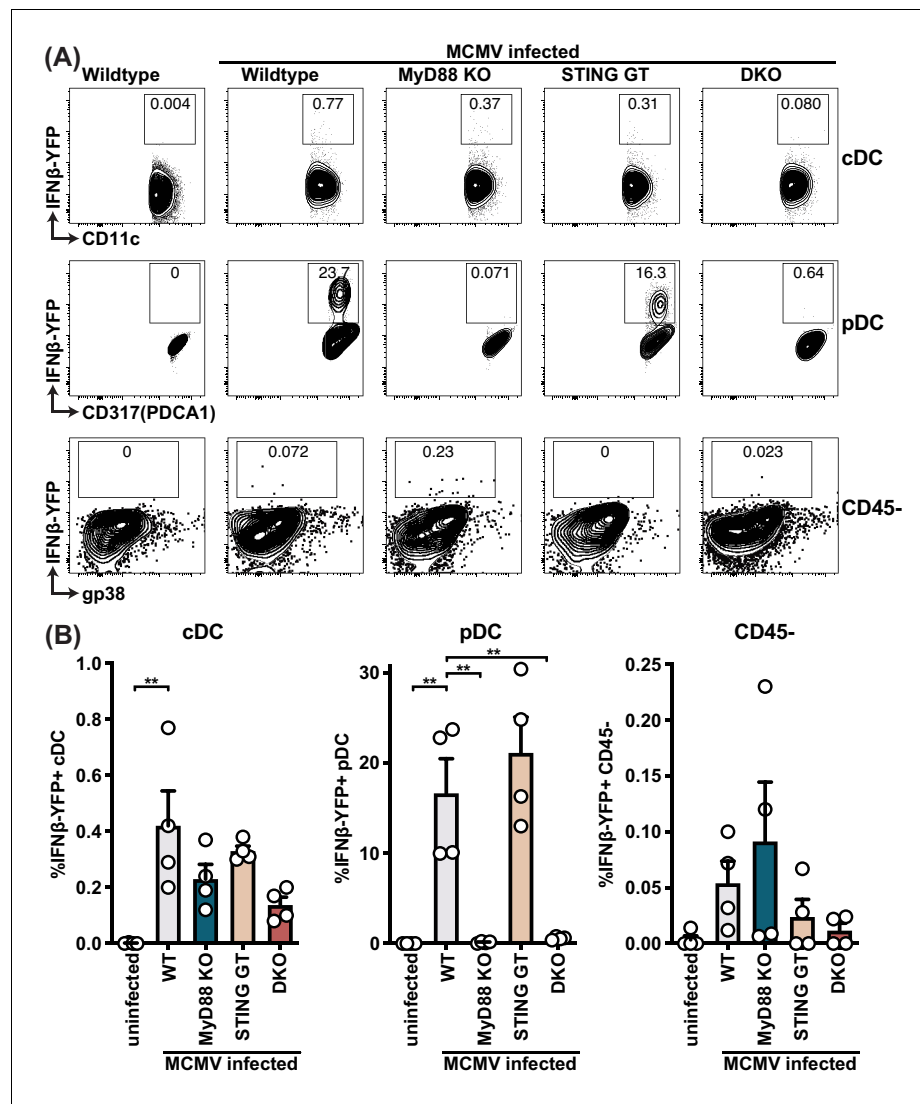 (A)
MCMV infected
Wildtype Wildtype MyD88 KO STING GT DKO
0.004 0.77 0.37 0.31 0.080
IFNβ-YFP
cDC
CD11c
0 23.7 0.071 16.3 0.64
IFNβ-YFP
pDC
CD317(PDCA1)
0 0.072 0.23 0 0.023
IFNβ-YFP
CD45-
gp38
(B)
cDC
%IFNβ-YFP+ cDC
1.0
0.8
0.6
0.4
0.2
0.0
**
uninfected
WT
MyD88 KO
STING GT
DKO
MCMV infected
pDC
%IFNβ-YFP+ pDC
30
20
10
0
**
**
**
uninfected
WT
MyD88 KO
STING GT
DKO
MCMV infected
CD45-
%IFNβ-YFP+ CD45-
0.25
0.20
0.15
0.10
0.05
0.00
uninfected
WT
MyD88 KO
STING GT
DKO
MCMV infected